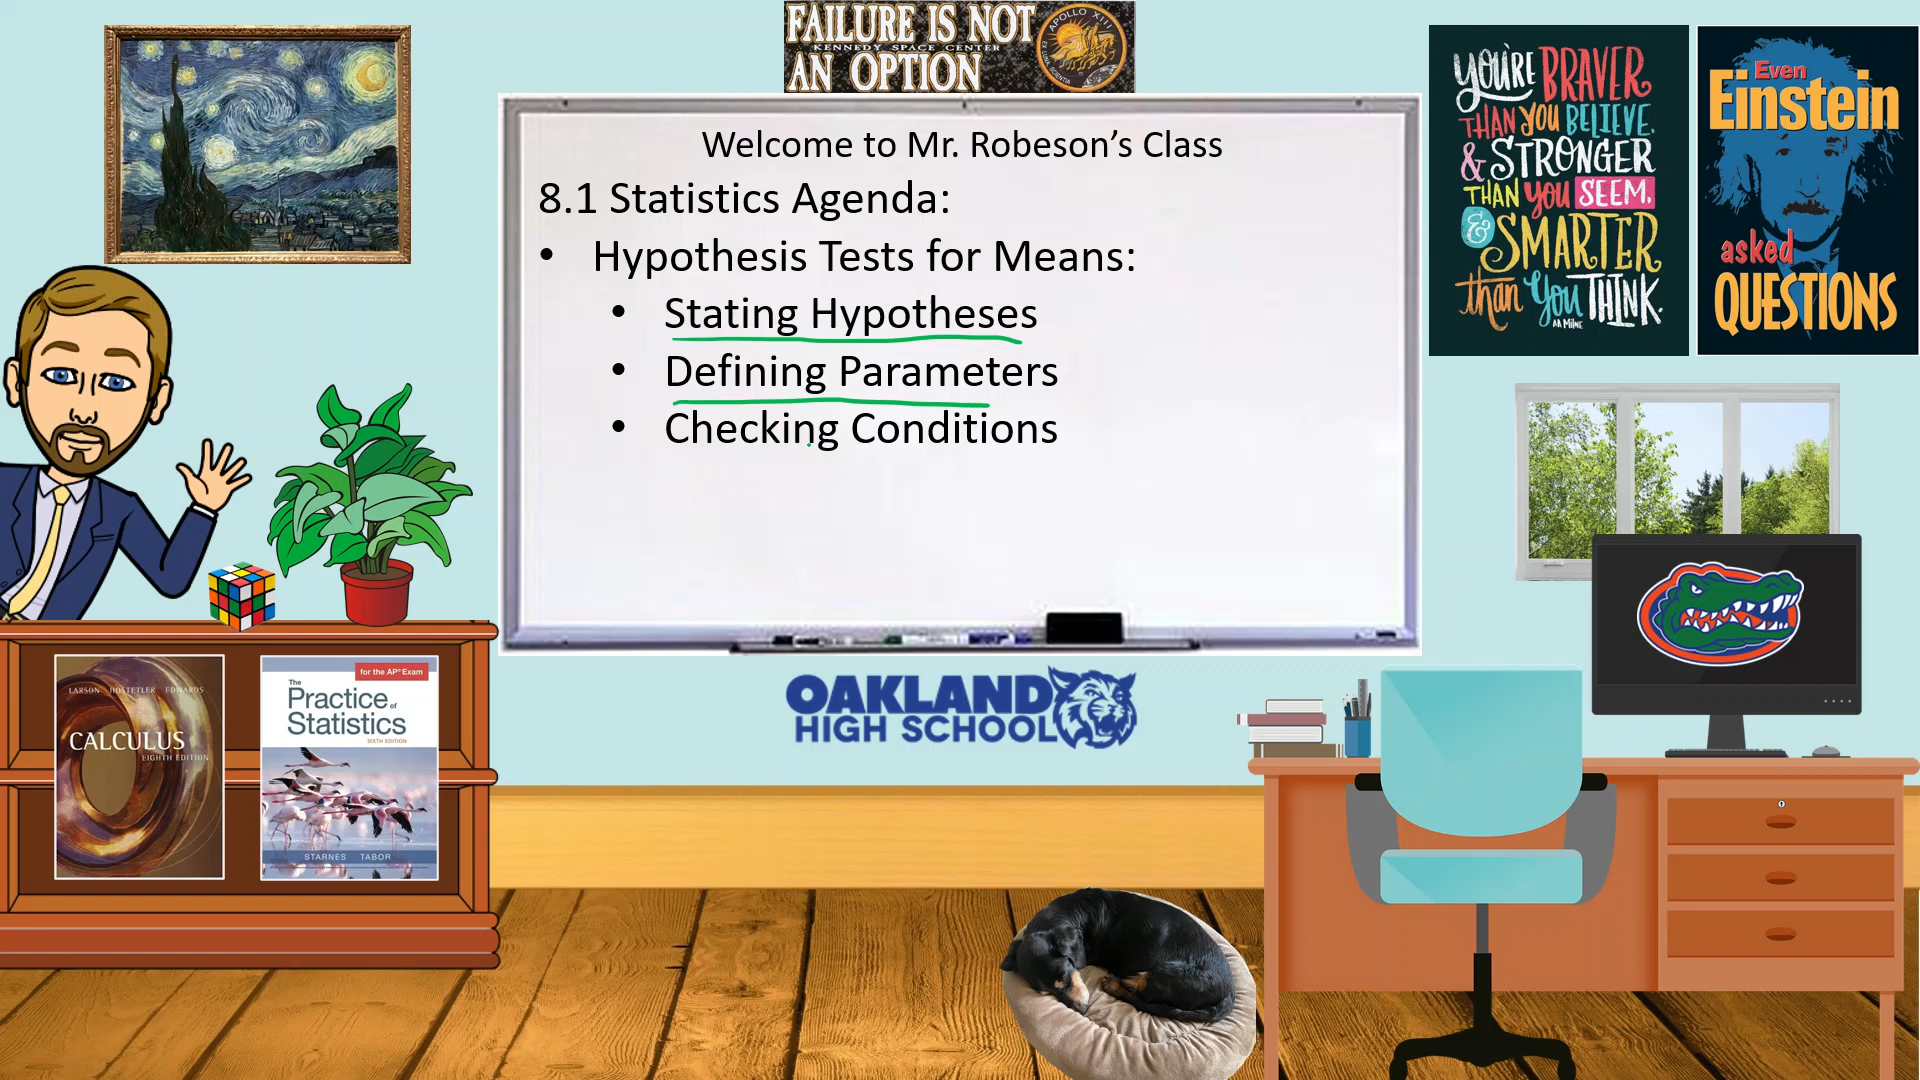 FAILURE IS NOT
KENNEDY SPACE CENTER
AN OPTION
APOLLO XIII
Welcome to Mr. Robeson’s Class
8.1 Statistics Agenda:
• Hypothesis Tests for Means:
• Stating Hypotheses
• Defining Parameters
• Checking Conditions
YOU'RE BRAVER
THAN YOU BELIEVE,
& STRONGER
THAN YOU SEEM,
& SMARTER
than you THINK.
AA Milne
Even
Einstein
asked
QUESTIONS
OAKLAND
HIGH SCHOOL
LARSON HOSTETLER EDWARDS
CALCULUS
EIGHTH EDITION
for the AP® Exam
The
Practice of
Statistics
SIXTH EDITION
STARNES TABOR